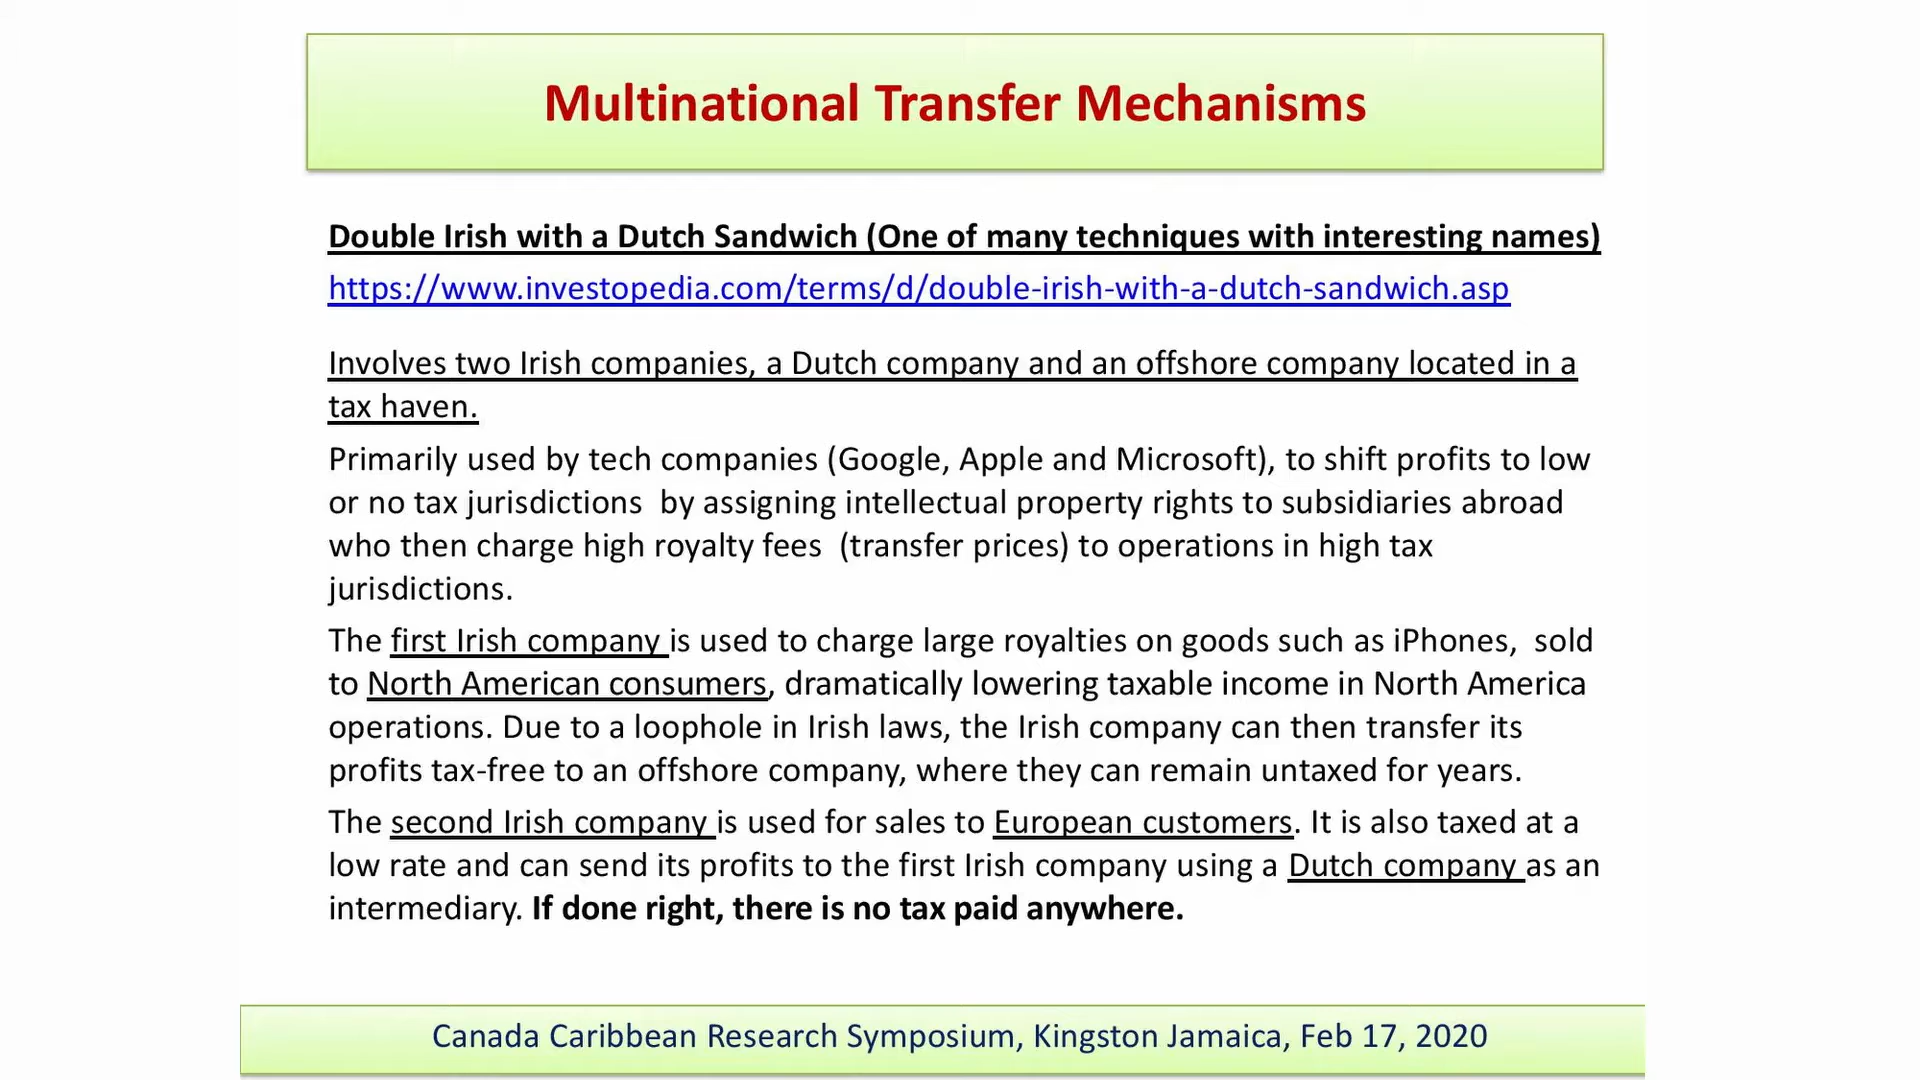 Multinational Transfer Mechanisms
Double Irish with a Dutch Sandwich (One of many techniques with interesting names)
https://www.investopedia.com/terms/d/double-irish-with-a-dutch-sandwich.asp
Involves two Irish companies, a Dutch company and an offshore company located in a
tax haven.
Primarily used by tech companies (Google, Apple and Microsoft), to shift profits to low
or no tax jurisdictions  by assigning intellectual property rights to subsidiaries abroad
who then charge high royalty fees  (transfer prices) to operations in high tax
jurisdictions.
The first Irish company is used to charge large royalties on goods such as iPhones,  sold
to North American consumers, dramatically lowering taxable income in North America
operations. Due to a loophole in Irish laws, the Irish company can then transfer its
profits tax-free to an offshore company, where they can remain untaxed for years.
The second Irish company is used for sales to European customers. It is also taxed at a
low rate and can send its profits to the first Irish company using a Dutch company as an
intermediary. If done right, there is no tax paid anywhere.
Canada Caribbean Research Symposium, Kingston Jamaica, Feb 17, 2020